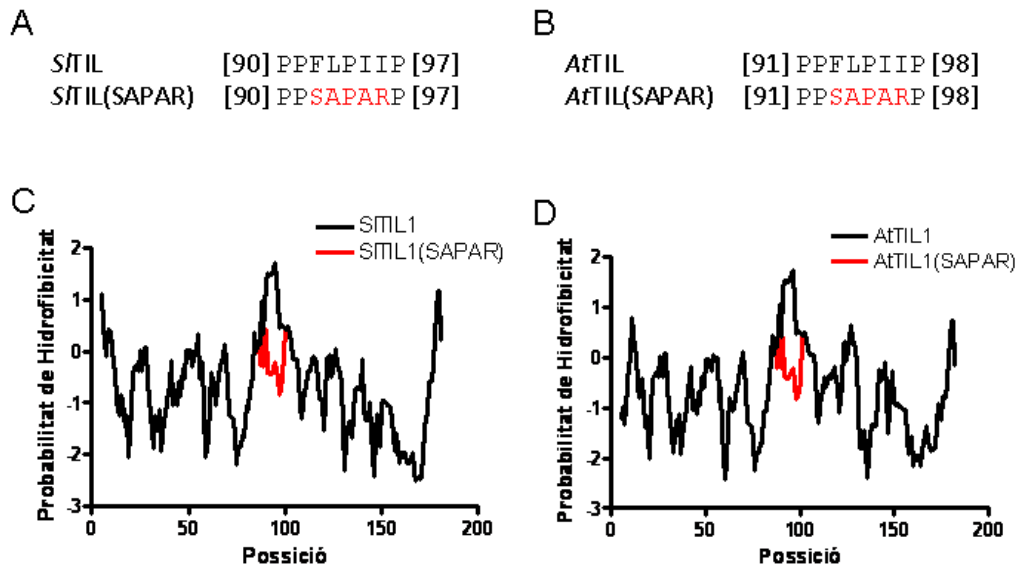 A
SlTIL [90] PPFLPIIP [97]
SlTIL(SAPAR) [90] PPSAPARP [97]
B
AtTIL [91] PPFLPIIP [98]
AtTIL(SAPAR) [91] PPSAPARP [98]
C
SlTIL1
SlTIL1(SAPAR)
Probabilitat de Hidrofibicitat
2
1
0
-1
-2
-3
0 50 100 150 200
Possició
D
AtTIL1
AtTIL1(SAPAR)
Probabilitat de Hidrofibicitat
2
1
0
-1
-2
-3
0 50 100 150 200
Possició